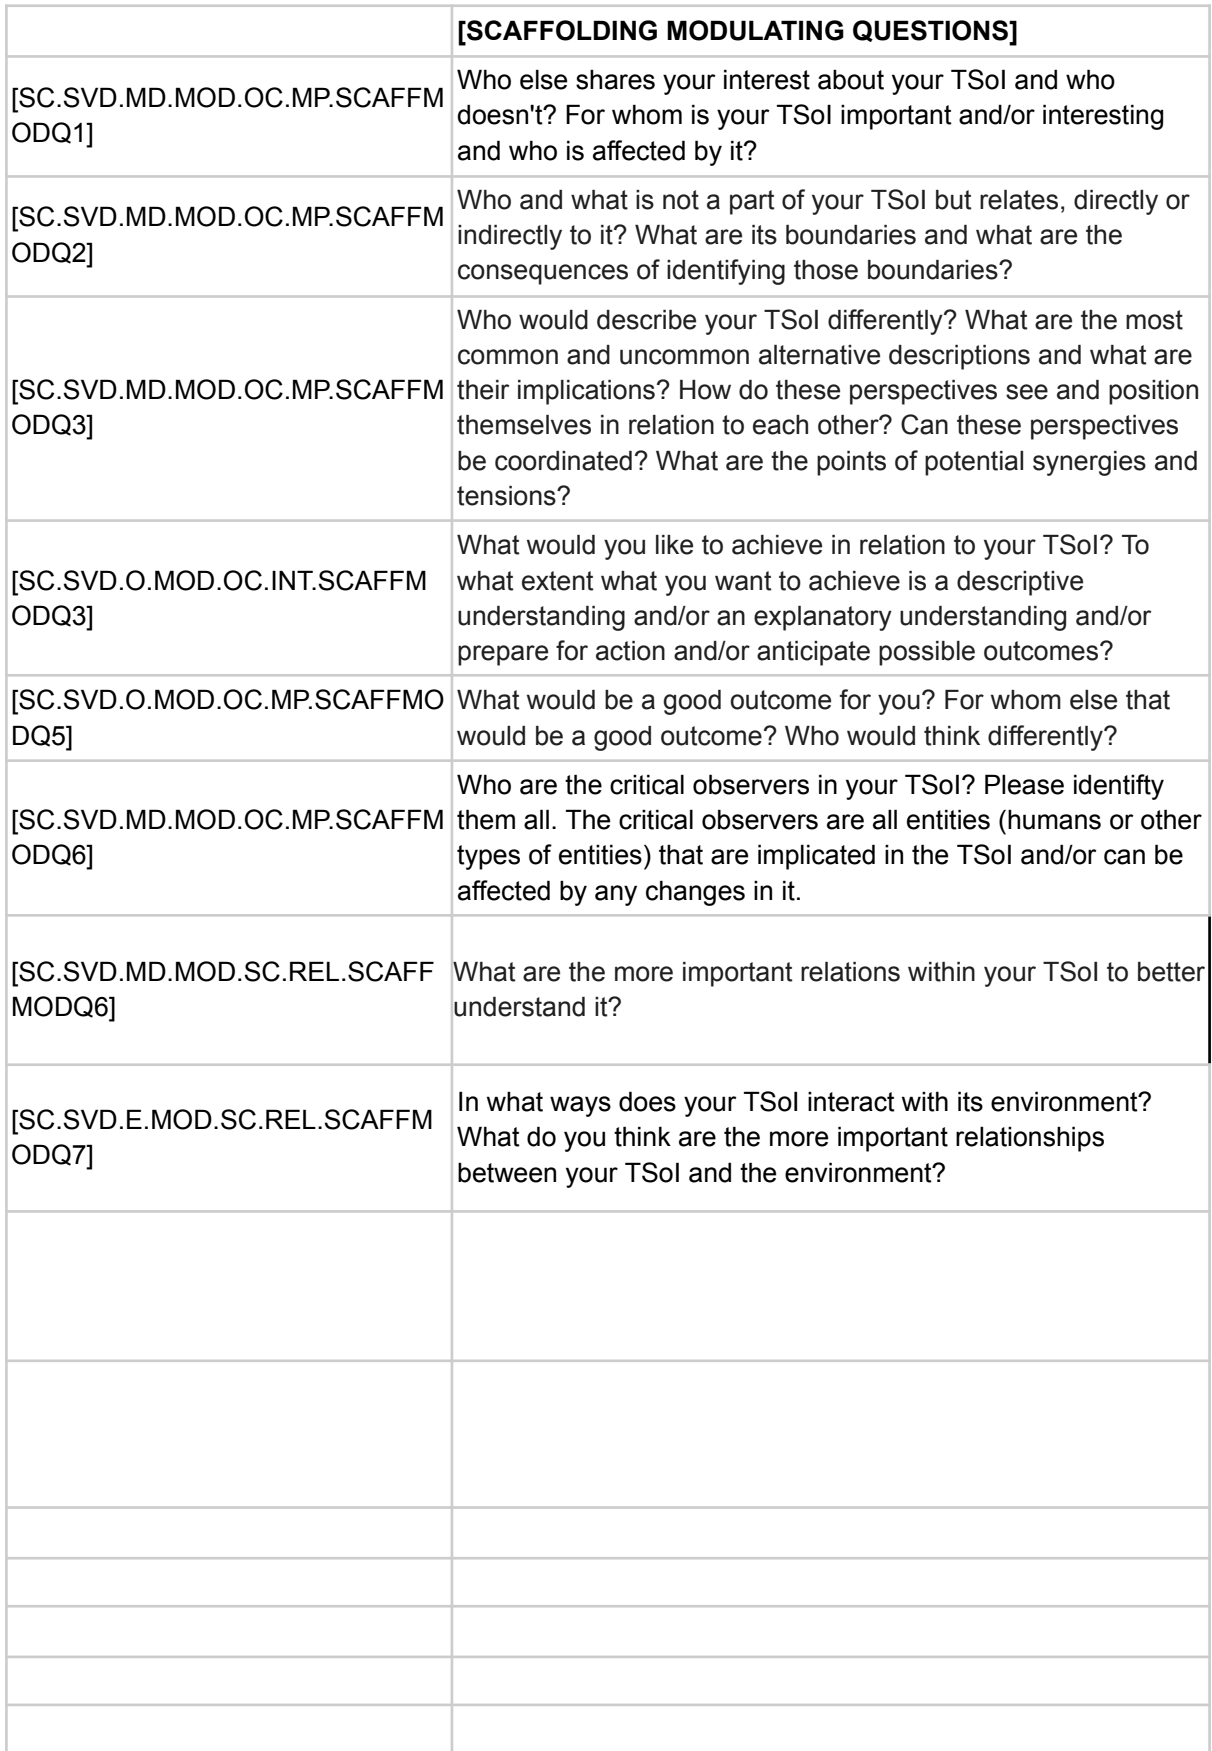 [SCAFFOLDING MODULATING QUESTIONS]
[SC.SVD.MD.MOD.OC.MP.SCAFFM
ODQ1]
Who else shares your interest about your TSoI and who
doesn't? For whom is your TSoI important and/or interesting
and who is affected by it?
[SC.SVD.MD.MOD.OC.MP.SCAFFM
ODQ2]
Who and what is not a part of your TSoI but relates, directly or
indirectly to it? What are its boundaries and what are the
consequences of identifying those boundaries?
[SC.SVD.MD.MOD.OC.MP.SCAFFM
ODQ3]
Who would describe your TSoI differently? What are the most
common and uncommon alternative descriptions and what are
their implications? How do these perspectives see and position
themselves in relation to each other? Can these perspectives
be coordinated? What are the points of potential synergies and
tensions?
[SC.SVD.O.MOD.OC.INT.SCAFFM
ODQ3]
What would you like to achieve in relation to your TSoI? To
what extent what you want to achieve is a descriptive
understanding and/or an explanatory understanding and/or
prepare for action and/or anticipate possible outcomes?
[SC.SVD.O.MOD.OC.MP.SCAFFMO
DQ5]
What would be a good outcome for you? For whom else that
would be a good outcome? Who would think differently?
[SC.SVD.MD.MOD.OC.MP.SCAFFM
ODQ6]
Who are the critical observers in your TSoI? Please identifty
them all. The critical observers are all entities (humans or other
types of entities) that are implicated in the TSoI and/or can be
affected by any changes in it.
[SC.SVD.MD.MOD.SC.REL.SCAFF
MODQ6]
What are the more important relations within your TSoI to better
understand it?
[SC.SVD.E.MOD.SC.REL.SCAFFM
ODQ7]
In what ways does your TSoI interact with its environment?
What do you think are the more important relationships
between your TSoI and the environment?